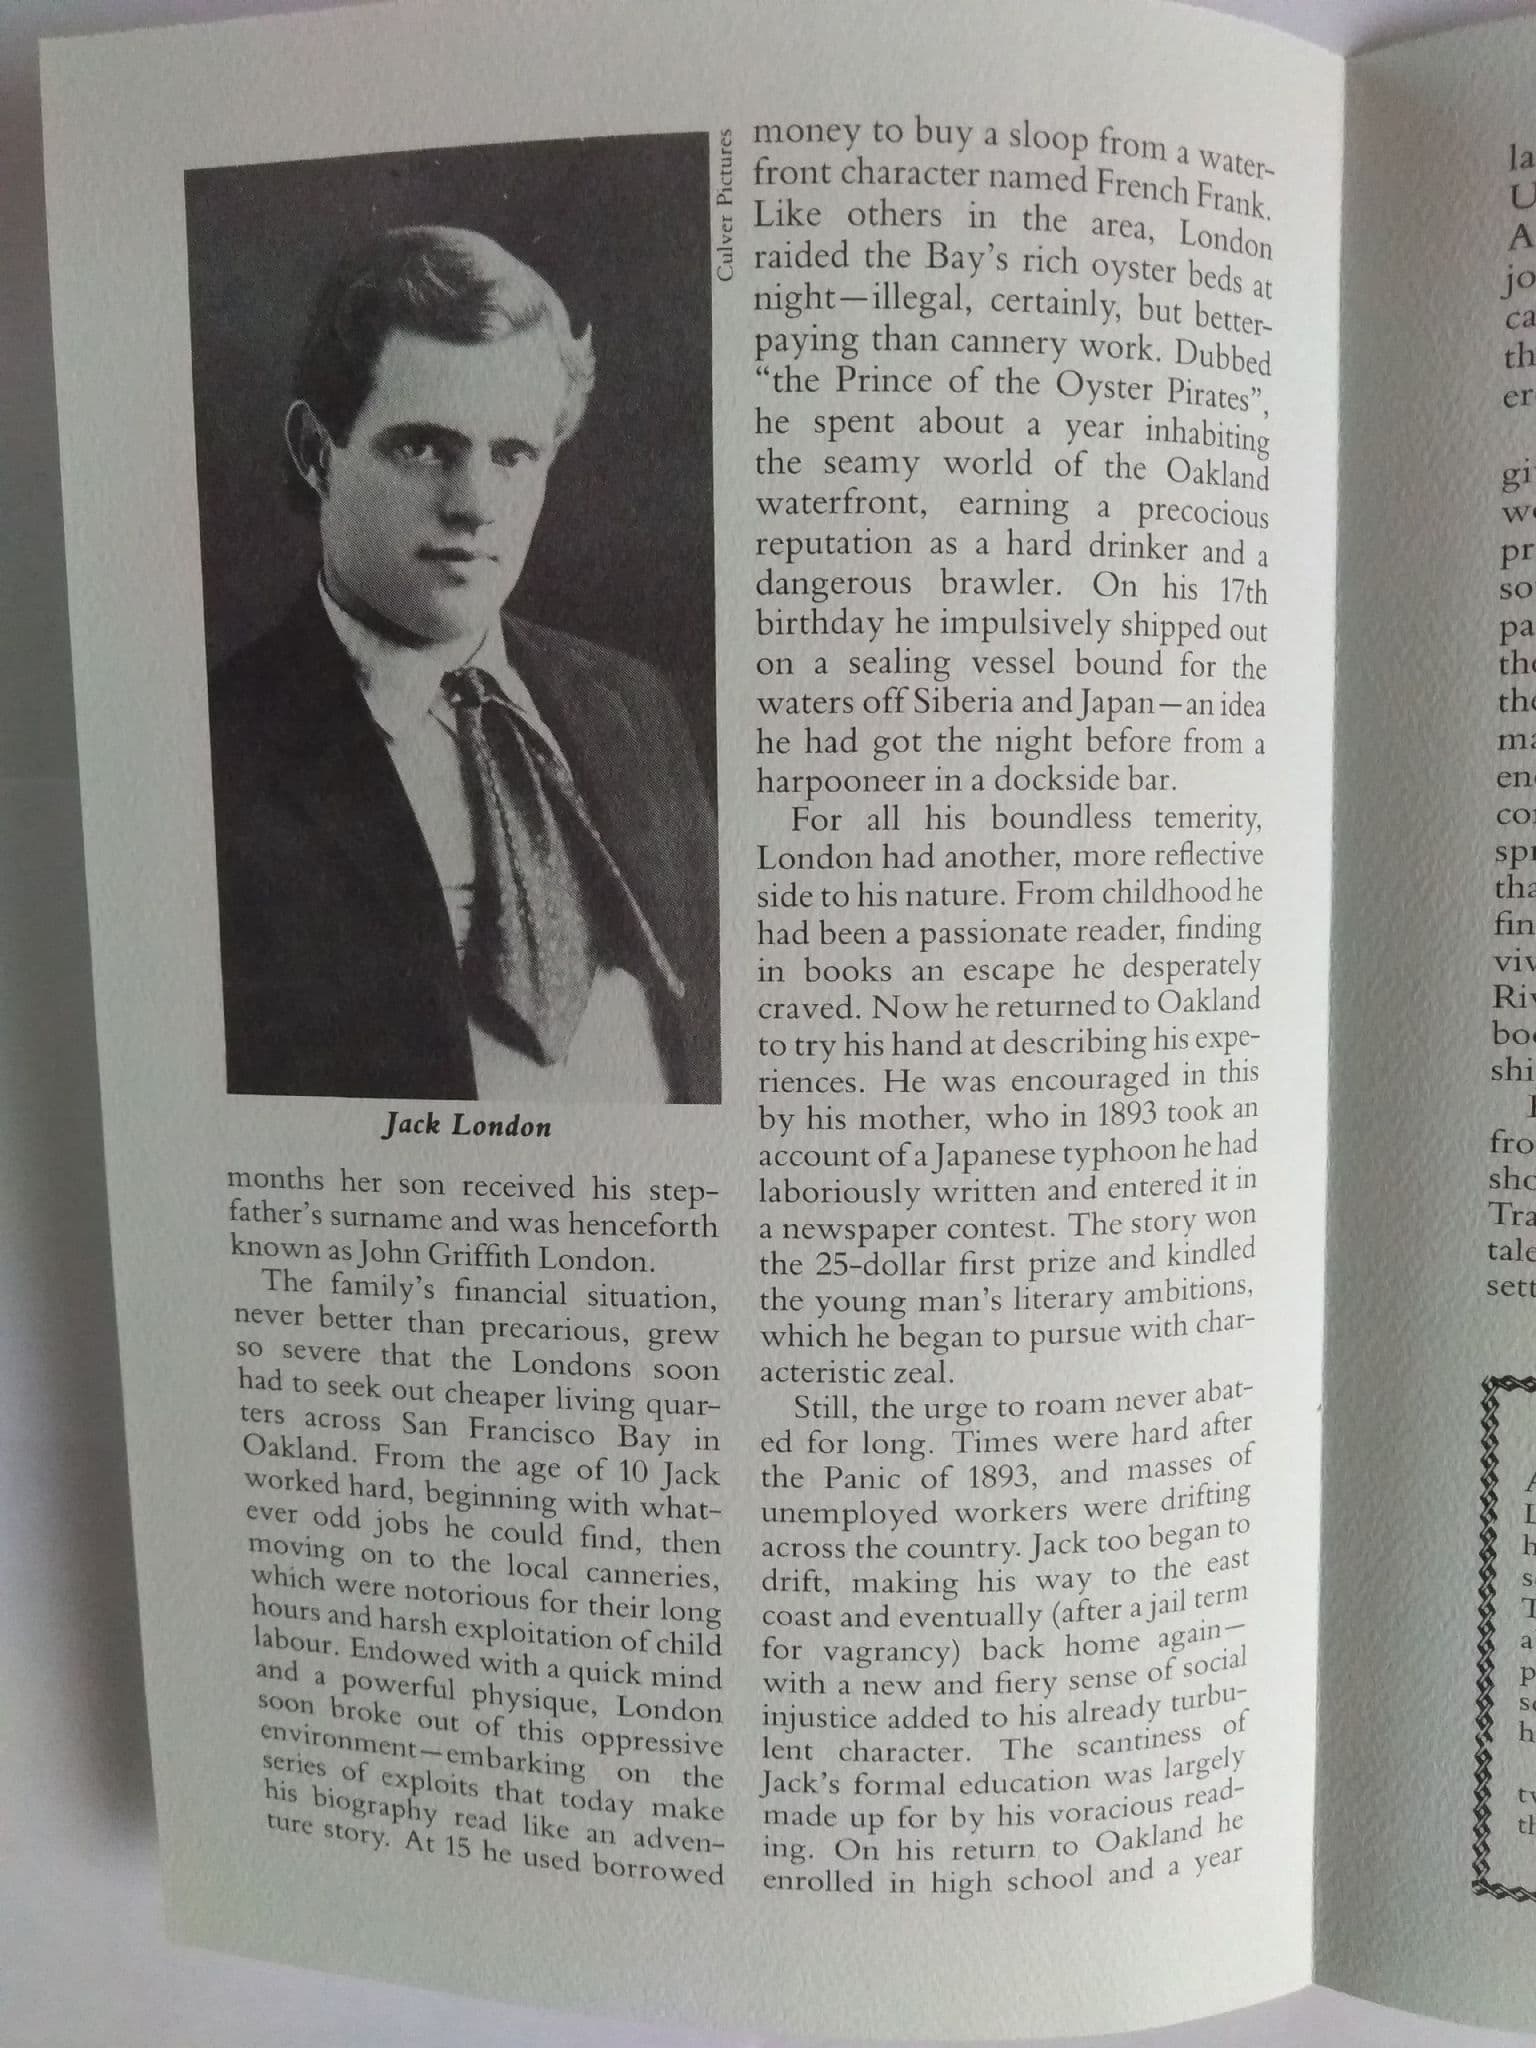 Culver Pictures
Jack London
months her son received his step-
father's surname and was henceforth
known as John Griffith London.
The family's financial situation,
never better than precarious, grew
so severe that the Londons soon
had to seek out cheaper living quar-
ters across San Francisco Bay in
Oakland. From the age of 10 Jack
worked hard, beginning with what-
ever odd jobs he could find, then
moving on to the local canneries,
which were notorious for their long
hours and harsh exploitation of child
labour. Endowed with a quick mind
and a powerful physique, London
soon broke out of this oppressive
environment—embarking on the
series of exploits that today make
his biography read like an adven-
ture story. At 15 he used borrowed
money to buy a sloop from a water-
front character named French Frank.
Like others in the area, London
raided the Bay's rich oyster beds at
night—illegal, certainly, but better-
paying than cannery work. Dubbed
"the Prince of the Oyster Pirates",
he spent about a year inhabiting
the seamy world of the Oakland
waterfront, earning a precocious
reputation as a hard drinker and a
dangerous brawler. On his 17th
birthday he impulsively shipped out
on a sealing vessel bound for the
waters off Siberia and Japan—an idea
he had got the night before from a
harpooneer in a dockside bar.
For all his boundless temerity,
London had another, more reflective
side to his nature. From childhood he
had been a passionate reader, finding
in books an escape he desperately
craved. Now he returned to Oakland
to try his hand at describing his expe-
riences. He was encouraged in this
by his mother, who in 1893 took an
account of a Japanese typhoon he had
laboriously written and entered it in
a newspaper contest. The story won
the 25-dollar first prize and kindled
the young man's literary ambitions,
which he began to pursue with char-
acteristic zeal.
Still, the urge to roam never abat-
ed for long. Times were hard after
the Panic of 1893, and masses of
unemployed workers were drifting
across the country. Jack too began to
drift, making his way to the east
coast and eventually (after a jail term
for vagrancy) back home again—
with a new and fiery sense of social
injustice added to his already turbu-
lent character. The scantiness of
Jack's formal education was largely
made up for by his voracious read-
ing. On his return to Oakland he
enrolled in high school and a year